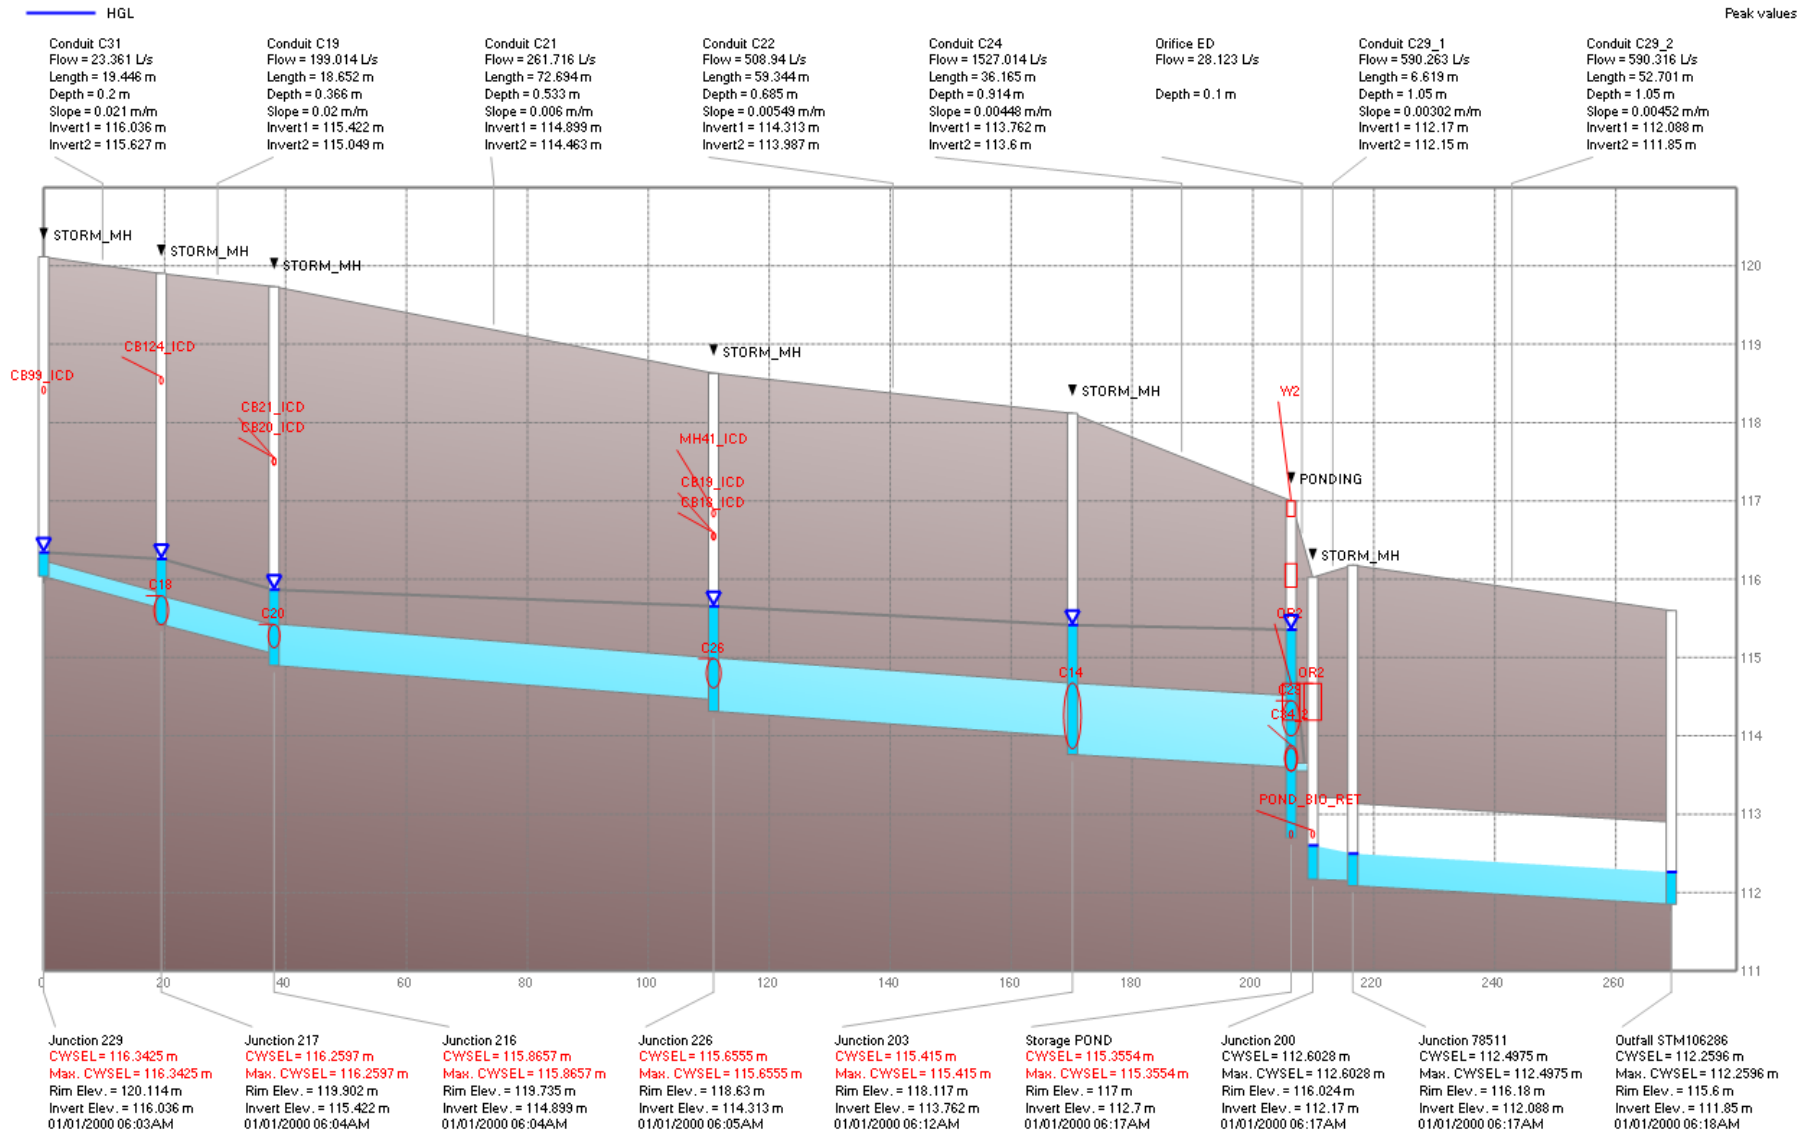 HGL
Peak values
Conduit C31
Flow = 23.361 L/s
Length = 19.446 m
Depth = 0.2 m
Slope = 0.021 m/m
Invert1 = 116.036 m
Invert2 = 115.627 m
Conduit C19
Flow = 199.014 L/s
Length = 18.652 m
Depth = 0.366 m
Slope = 0.02 m/m
Invert1 = 115.422 m
Invert2 = 115.049 m
Conduit C21
Flow = 261.716 L/s
Length = 72.694 m
Depth = 0.533 m
Slope = 0.006 m/m
Invert1 = 114.899 m
Invert2 = 114.463 m
Conduit C22
Flow = 508.94 L/s
Length = 59.344 m
Depth = 0.685 m
Slope = 0.00549 m/m
Invert1 = 114.313 m
Invert2 = 113.987 m
Conduit C24
Flow = 1527.014 L/s
Length = 36.165 m
Depth = 0.914 m
Slope = 0.00448 m/m
Invert1 = 113.762 m
Invert2 = 113.6 m
Orifice ED
Flow = 28.123 L/s
Depth = 0.1 m
Conduit C29_1
Flow = 590.263 L/s
Length = 6.619 m
Depth = 1.05 m
Slope = 0.00302 m/m
Invert1 = 112.17 m
Invert2 = 112.15 m
Conduit C29_2
Flow = 590.316 L/s
Length = 52.701 m
Depth = 1.05 m
Slope = 0.00452 m/m
Invert1 = 112.088 m
Invert2 = 111.85 m
STORM_MH
STORM_MH
STORM_MH
STORM_MH
STORM_MH
PONDING
STORM_MH
CB99_ICD
CB124_ICD
CB21_ICD
CB20_ICD
MH41_ICD
CB19_ICD
CB18_ICD
W2
C18
C20
C26
C14
OR2
POND_BIO_RET
120
119
118
117
116
115
114
113
112
111
0
20
40
60
80
100
120
140
160
180
200
220
240
260
Junction 229
CWSEL = 116.3425 m
Max. CWSEL = 116.3425 m
Rim Elev. = 120.114 m
Invert Elev. = 116.036 m
01/01/2000 06:03AM
Junction 217
CWSEL = 116.2597 m
Max. CWSEL = 116.2597 m
Rim Elev. = 119.902 m
Invert Elev. = 115.422 m
01/01/2000 06:04AM
Junction 216
CWSEL = 115.8657 m
Max. CWSEL = 115.8657 m
Rim Elev. = 119.735 m
Invert Elev. = 114.899 m
01/01/2000 06:04AM
Junction 226
CWSEL = 115.6555 m
Max. CWSEL = 115.6555 m
Rim Elev. = 118.63 m
Invert Elev. = 114.313 m
01/01/2000 06:05AM
Junction 203
CWSEL = 115.415 m
Max. CWSEL = 115.415 m
Rim Elev. = 118.117 m
Invert Elev. = 113.762 m
01/01/2000 06:12AM
Storage POND
CWSEL = 115.3554 m
Max. CWSEL = 115.3554 m
Rim Elev. = 117 m
Invert Elev. = 112.7 m
01/01/2000 06:17AM
Junction 200
CWSEL = 112.6028 m
Max. CWSEL = 112.6028 m
Rim Elev. = 116.024 m
Invert Elev. = 112.17 m
01/01/2000 06:17AM
Junction 78511
CWSEL = 112.4975 m
Max. CWSEL = 112.4975 m
Rim Elev. = 116.18 m
Invert Elev. = 112.088 m
01/01/2000 06:17AM
Outfall STM106286
CWSEL = 112.2596 m
Max. CWSEL = 112.2596 m
Rim Elev. = 115.6 m
Invert Elev. = 111.85 m
01/01/2000 06:18AM